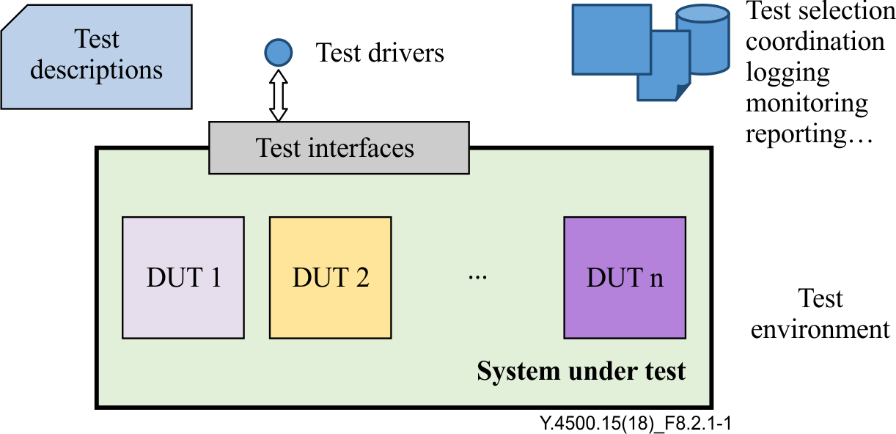 Test
descriptions
Test drivers
Test selection
coordination
logging
monitoring
reporting…
Test interfaces
DUT 1
DUT 2
...
DUT n
Test
environment
System under test
Y.4500.15(18)_F8.2.1-1